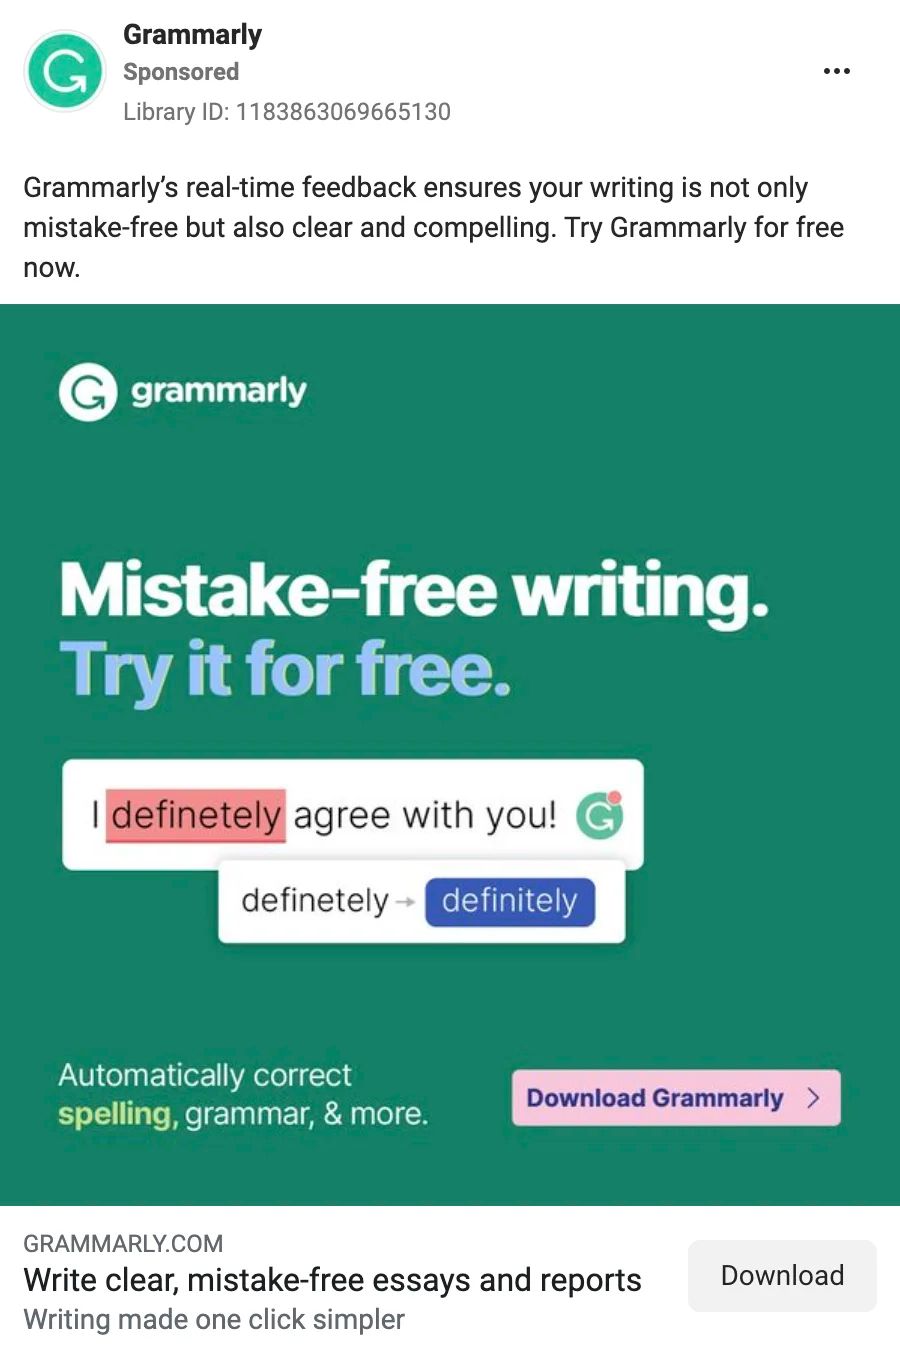 Grammarly
Sponsored
Library ID: 1183863069665130
Grammarly’s real-time feedback ensures your writing is not only
mistake-free but also clear and compelling. Try Grammarly for free
now.
grammarly
Mistake-free writing.
Try it for free.
I definetely agree with you!
definetely → definitely
Automatically correct
spelling, grammar, & more.
Download Grammarly >
GRAMMARLY.COM
Write clear, mistake-free essays and reports
Writing made one click simpler
Download